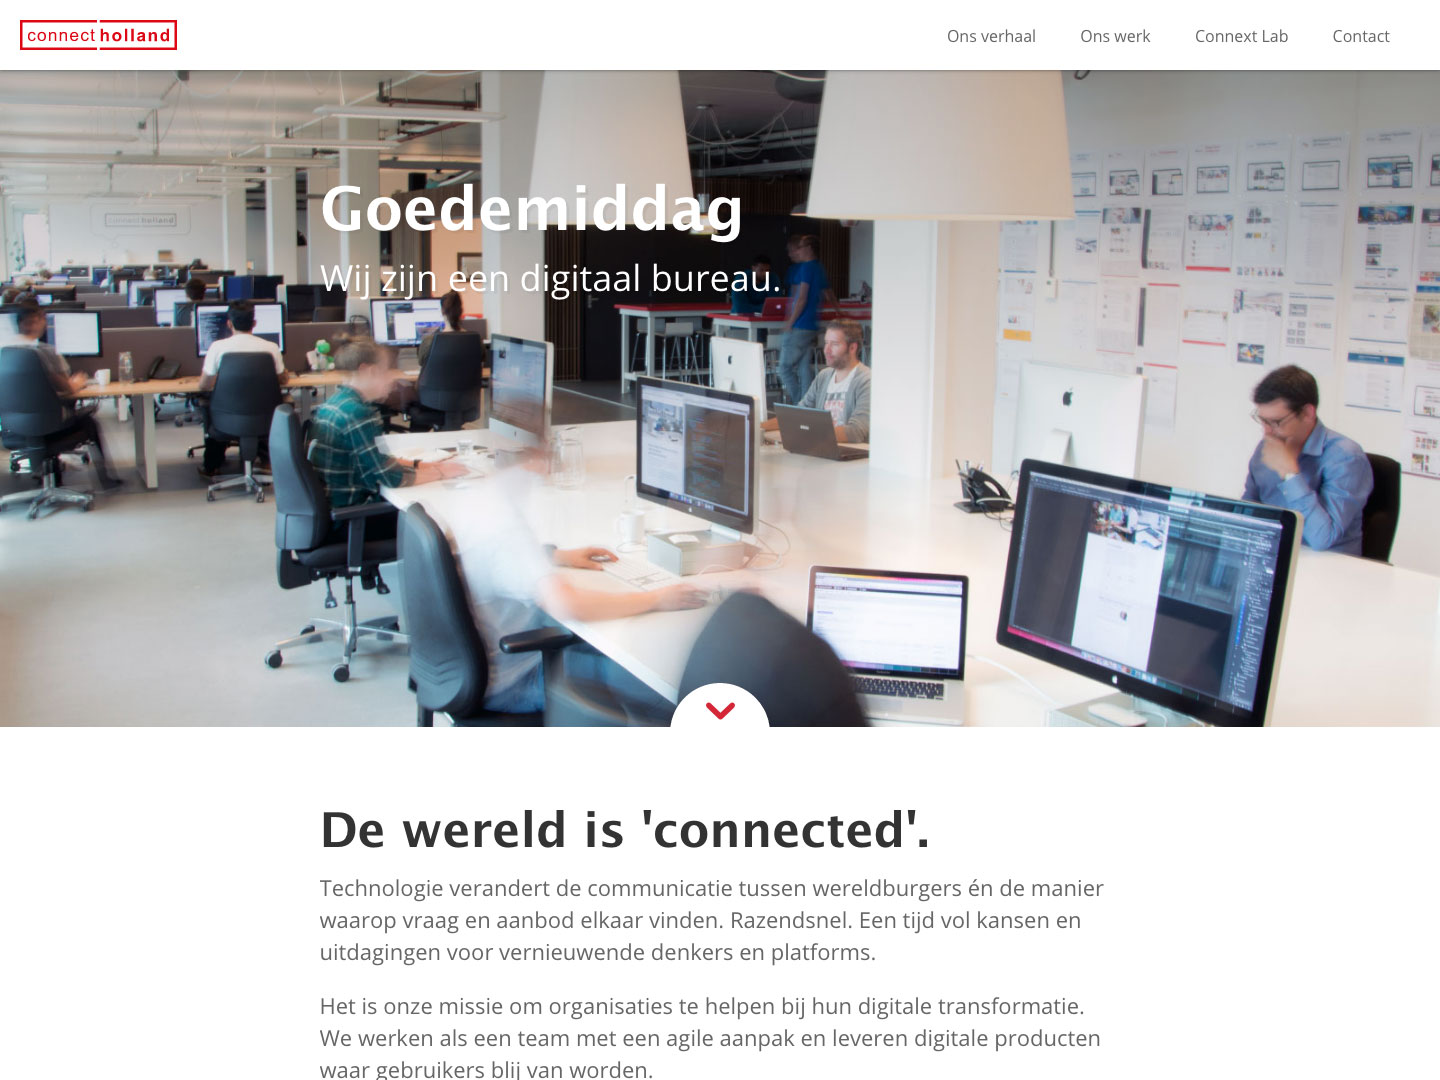 connect holland
Ons verhaal
Ons werk
Connext Lab
Contact
connect holland
Goedemiddag
Wij zijn een digitaal bureau.
De wereld is 'connected'.
Technologie verandert de communicatie tussen wereldburgers én de manier
waarop vraag en aanbod elkaar vinden. Razendsnel. Een tijd vol kansen en
uitdagingen voor vernieuwende denkers en platforms.
Het is onze missie om organisaties te helpen bij hun digitale transformatie.
We werken als een team met een agile aanpak en leveren digitale producten
waar gebruikers blij van worden.